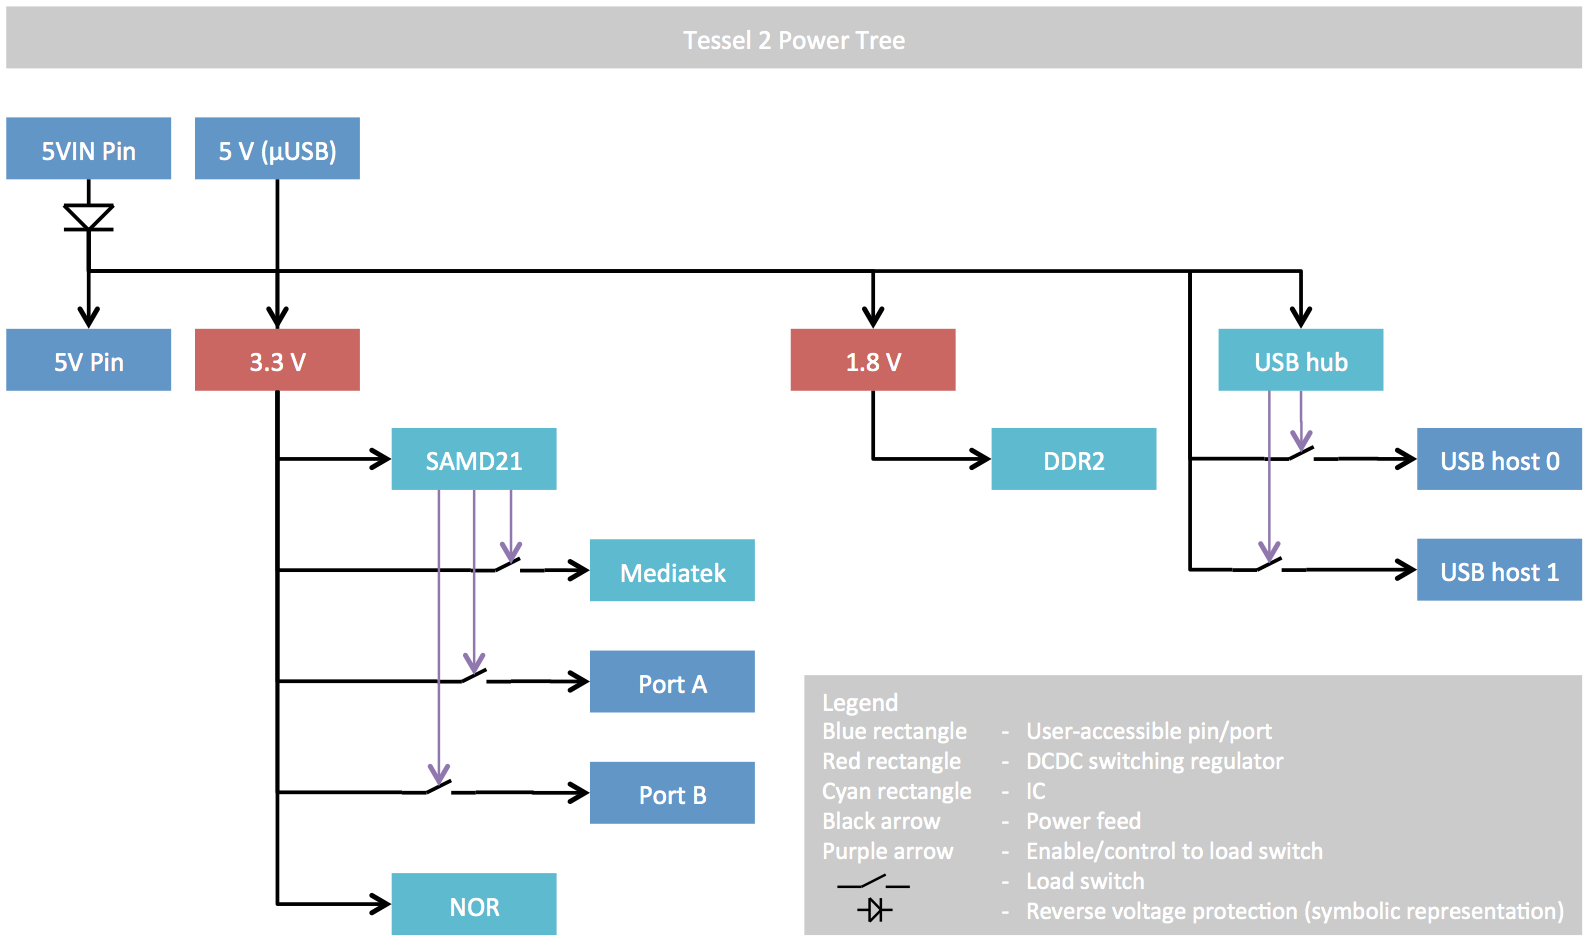 Tessel 2 Power Tree
5VIN Pin
5 V (µUSB)
5V Pin
3.3 V
1.8 V
USB hub
SAMD21
DDR2
USB host 0
Mediatek
USB host 1
Port A
Port B
NOR
Legend
Blue rectangle - User-accessible pin/port
Red rectangle - DCDC switching regulator
Cyan rectangle - IC
Black arrow - Power feed
Purple arrow - Enable/control to load switch
- Load switch
- Reverse voltage protection (symbolic representation)